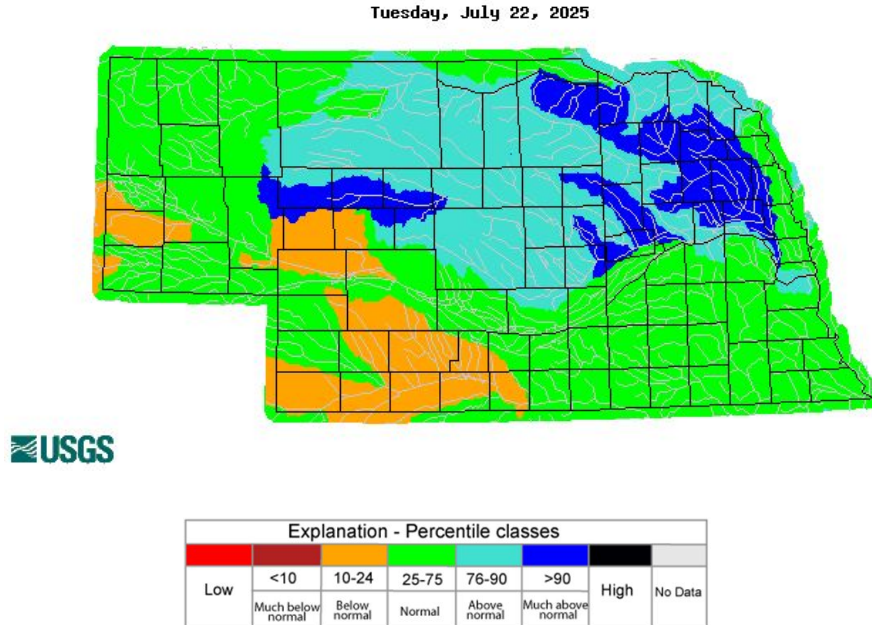 Tuesday, July 22, 2025
USGS
Explanation - Percentile classes
Low
<10
10-24
25-75
76-90
>90
High
No Data
Much below normal
Below normal
Normal
Above normal
Much above normal